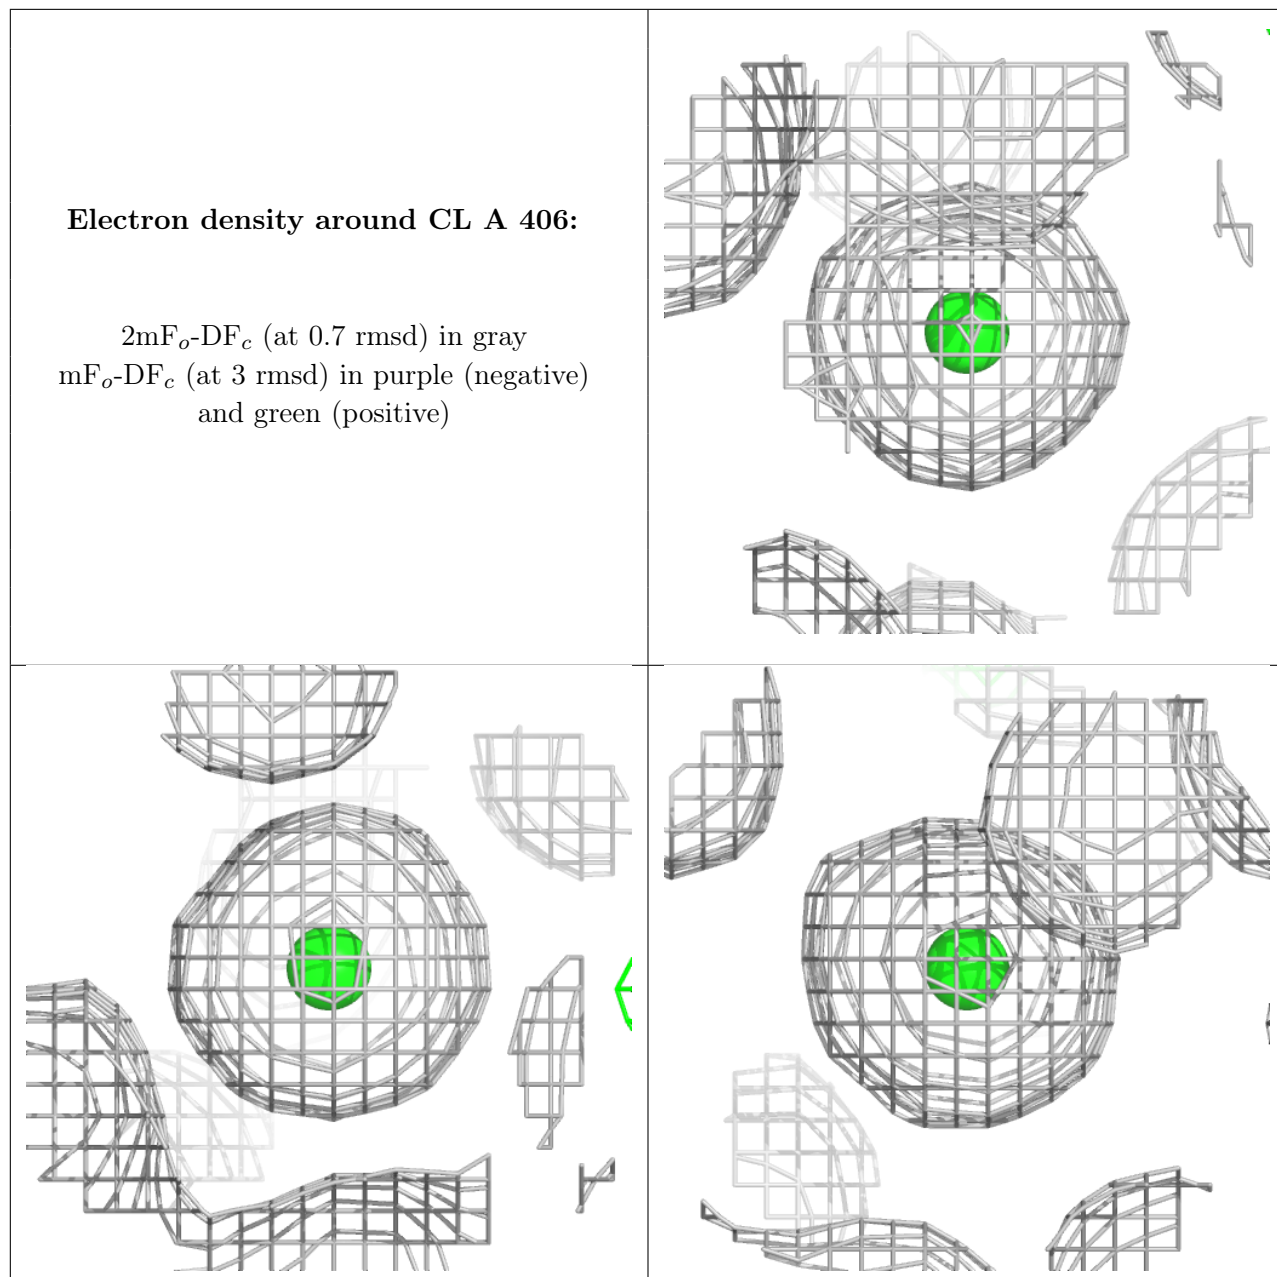 Electron density around CL A 406:
2mFo-DFc (at 0.7 rmsd) in gray
mFo-DFc (at 3 rmsd) in purple (negative)
and green (positive)